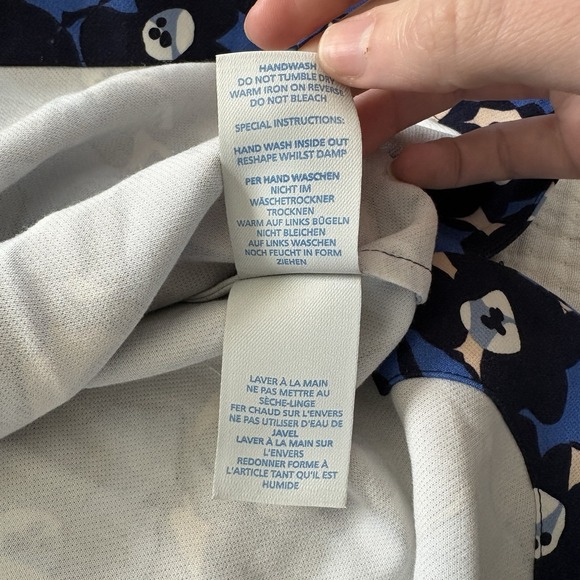 HANDWASH
DO NOT TUMBLE DRY
WARM IRON ON REVERSE
DO NOT BLEACH
SPECIAL INSTRUCTIONS:
HAND WASH INSIDE OUT
RESHAPE WHILST DAMP
PER HAND WASCHEN
NICHT IM
WÄSCHETROCKNER
TROCKNEN
WARM AUF LINKS BÜGELN
NICHT BLEICHEN
AUF LINKS WASCHEN
NOCH FEUCHT IN FORM
ZIEHEN
LAVER À LA MAIN
NE PAS METTRE AU
SÈCHE-LINGE
FER CHAUD SUR L'ENVERS
NE PAS UTILISER D'EAU DE
JAVEL
LAVER À LA MAIN SUR
L'ENVERS
REDONNER FORME À
L'ARTICLE TANT QU'IL EST
HUMIDE